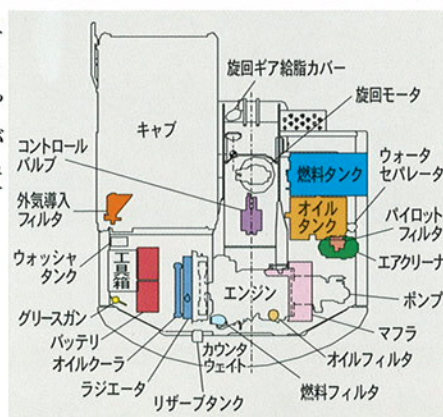 旋回ギア給脂カバー
旋回モータ
キャブ
コントロール
バルブ
燃料タンク
ウォータ
セパレータ
外気導入
フィルタ
オイル
タンク
パイロット
フィルタ
ウォッシャ
タンク
エアクリーナ
工具箱
エンジン
ポンプ
グリースガン
バッテリ
オイルクーラ
カウンタ
ウェイト
マフラ
オイルフィルタ
ラジエータ
燃料フィルタ
リザーブタンク